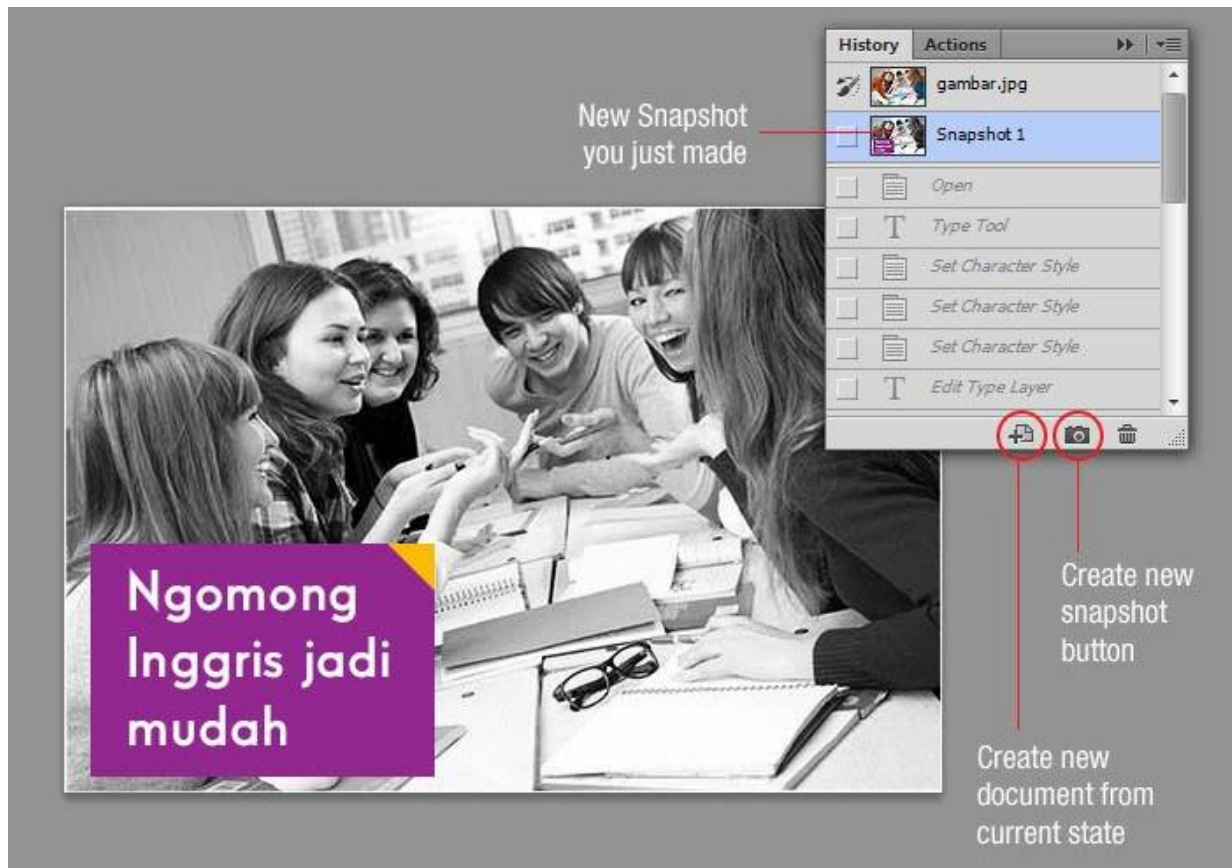 History Actions
gambar.jpg
New Snapshot
you just made
Snapshot 1
Open
T Type Tool
Set Character Style
Set Character Style
Set Character Style
T Edit Type Layer
Ngomong
Inggris jadi
mudah
Create new
snapshot
button
Create new
document from
current state